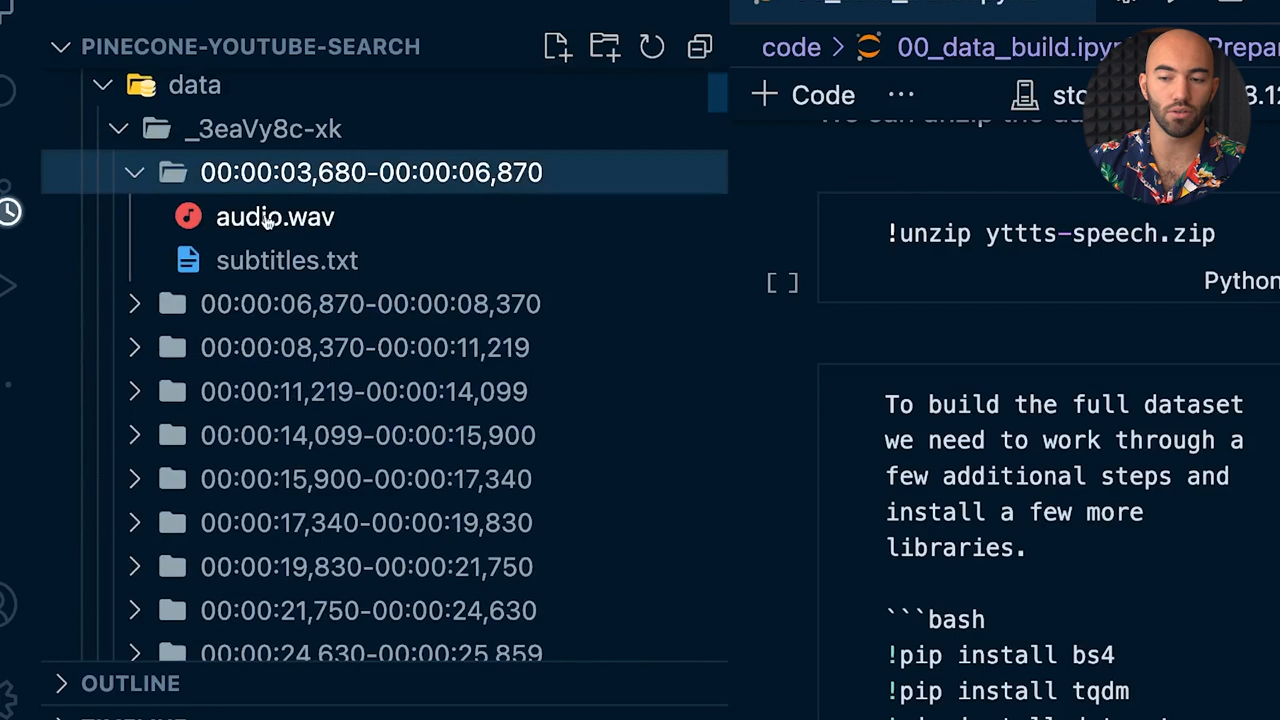 PINECONE-YOUTUBE-SEARCH
data
_3eaVy8c-xk
00:00:03,680-00:00:06,870
audio.wav
subtitles.txt
00:00:06,870-00:00:08,370
00:00:08,370-00:00:11,219
00:00:11,219-00:00:14,099
00:00:14,099-00:00:15,900
00:00:15,900-00:00:17,340
00:00:17,340-00:00:19,830
00:00:19,830-00:00:21,750
00:00:21,750-00:00:24,630
00:00:24,630-00:00:25,859
OUTLINE
code > 00_data_build.ipyn
+ Code ...
!unzip yttts-speech.zip
[ ]
Python
To build the full dataset
we need to work through a
few additional steps and
install a few more
libraries.
```bash
!pip install bs4
!pip install tqdm